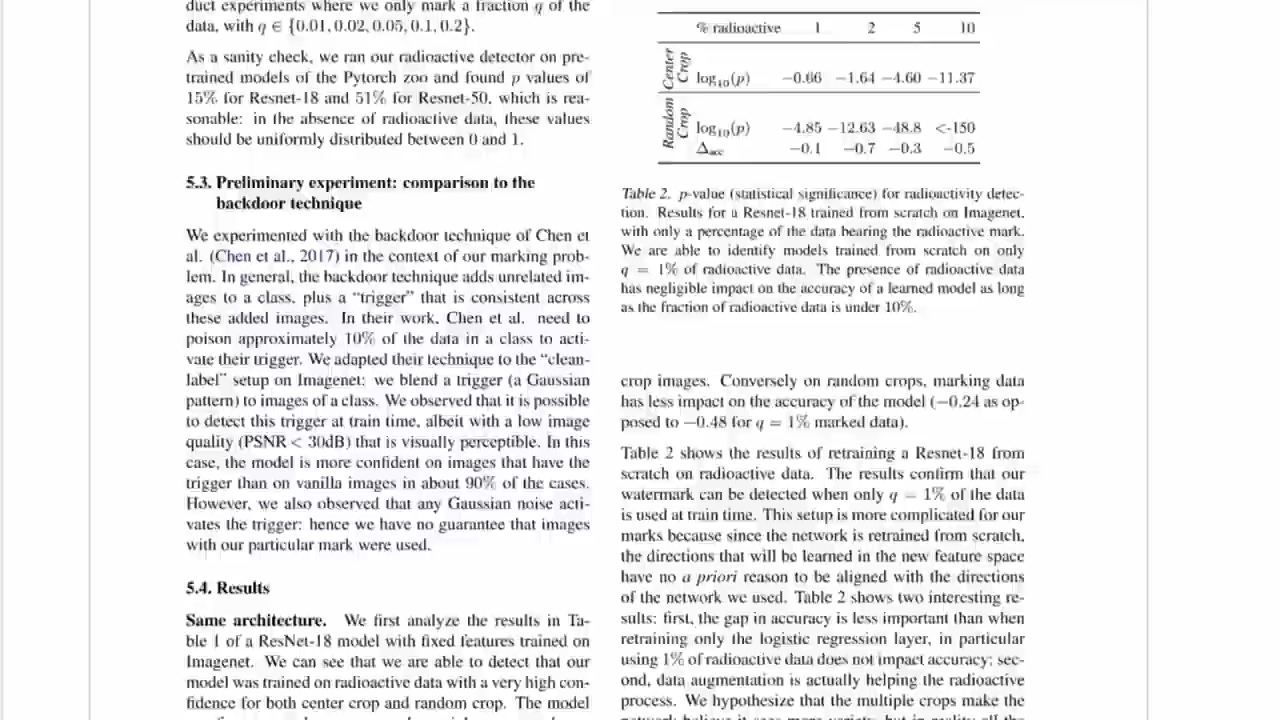 duct experiments where we only mark a fraction q of the
data, with q ∈ {0.01, 0.02, 0.05, 0.1, 0.2}.
As a sanity check, we ran our radioactive detector on pre-
trained models of the Pytorch zoo and found p values of
15% for Resnet-18 and 51% for Resnet-50, which is rea-
sonable: in the absence of radioactive data, these values
should be uniformly distributed between 0 and 1.
5.3. Preliminary experiment: comparison to the
backdoor technique
We experimented with the backdoor technique of Chen et
al. (Chen et al., 2017) in the context of our marking prob-
lem. In general, the backdoor technique adds unrelated im-
ages to a class, plus a “trigger” that is consistent across
these added images. In their work, Chen et al. need to
poison approximately 10% of the data in a class to acti-
vate their trigger. We adapted their technique to the “clean-
label” setup on Imagenet: we blend a trigger (a Gaussian
pattern) to images of a class. We observed that it is possible
to detect this trigger at train time, albeit with a low image
quality (PSNR < 30dB) that is visually perceptible. In this
case, the model is more confident on images that have the
trigger than on vanilla images in about 90% of the cases.
However, we also observed that any Gaussian noise acti-
vates the trigger: hence we have no guarantee that images
with our particular mark were used.
5.4. Results
Same architecture. We first analyze the results in Ta-
ble 1 of a ResNet-18 model with fixed features trained on
Imagenet. We can see that we are able to detect that our
model was trained on radioactive data with a very high con-
fidence for both center crop and random crop. The model
% radioactive 1 2 5 10
Center
Crop
log₁₀(p) −0.66 −1.64 −4.60 −11.37
Random
Crop
log₁₀(p) −4.85 −12.63 −48.8 <-150
Δacc −0.1 −0.7 −0.3 −0.5
Table 2. p-value (statistical significance) for radioactivity detec-
tion. Results for a Resnet-18 trained from scratch on Imagenet,
with only a percentage of the data bearing the radioactive mark.
We are able to identify models trained from scratch on only
q = 1% of radioactive data. The presence of radioactive data
has negligible impact on the accuracy of a learned model as long
as the fraction of radioactive data is under 10%.
crop images. Conversely on random crops, marking data
has less impact on the accuracy of the model (−0.24 as op-
posed to −0.48 for q = 1% marked data).
Table 2 shows the results of retraining a Resnet-18 from
scratch on radioactive data. The results confirm that our
watermark can be detected when only q = 1% of the data
is used at train time. This setup is more complicated for our
marks because since the network is retrained from scratch,
the directions that will be learned in the new feature space
have no a priori reason to be aligned with the directions
of the network we used. Table 2 shows two interesting re-
sults: first, the gap in accuracy is less important than when
retraining only the logistic regression layer, in particular
using 1% of radioactive data does not impact accuracy; sec-
ond, data augmentation is actually helping the radioactive
process. We hypothesize that the multiple crops make the